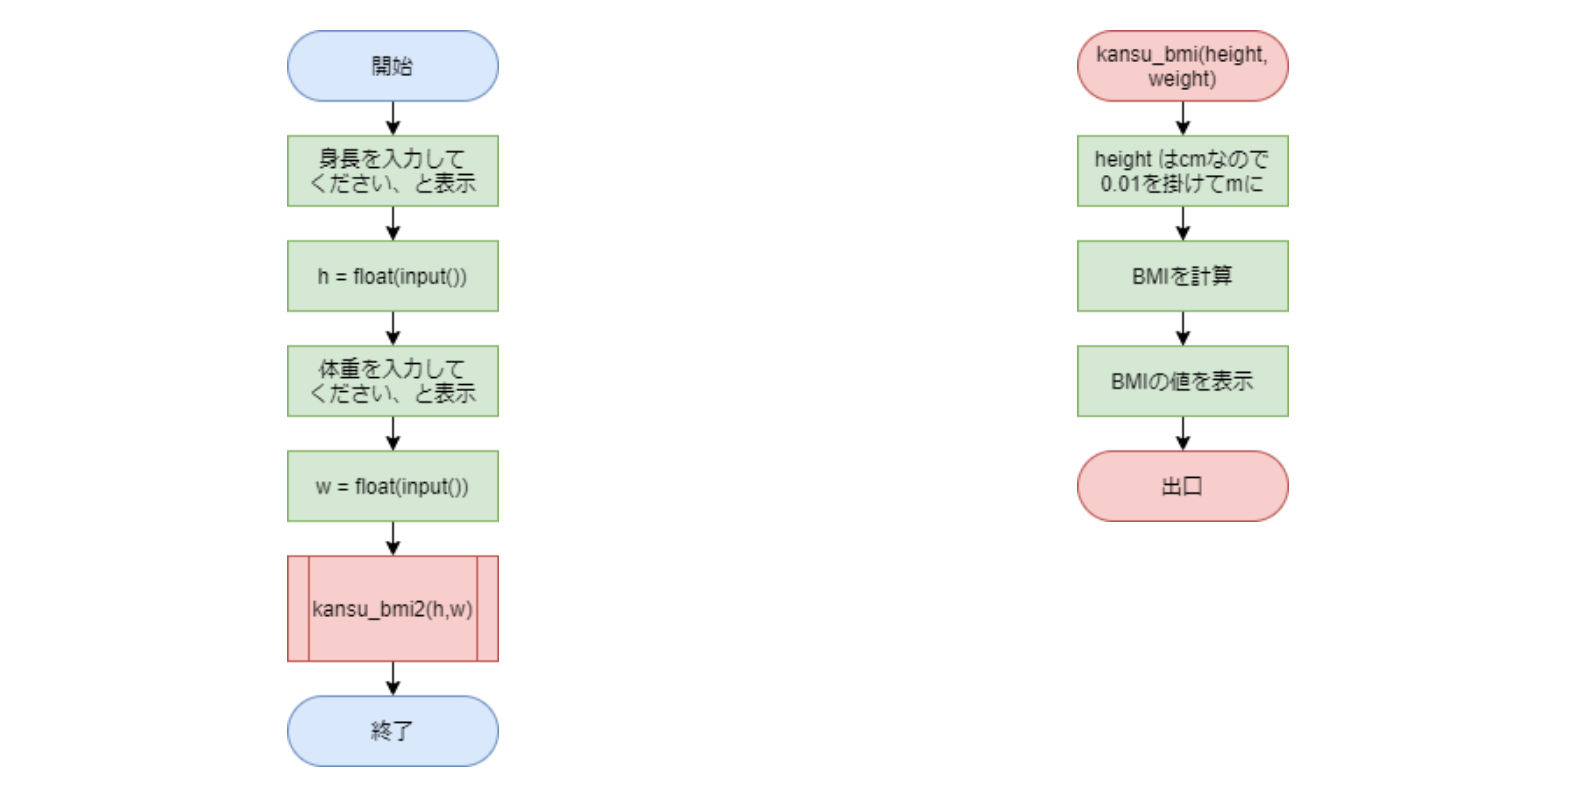 開始
身長を入力して
ください、と表示
h = float(input())
体重を入力して
ください、と表示
w = float(input())
kansu_bmi2(h,w)
終了
kansu_bmi(height,
weight)
height はcmなので
0.01を掛けてmに
BMIを計算
BMIの値を表示
出口